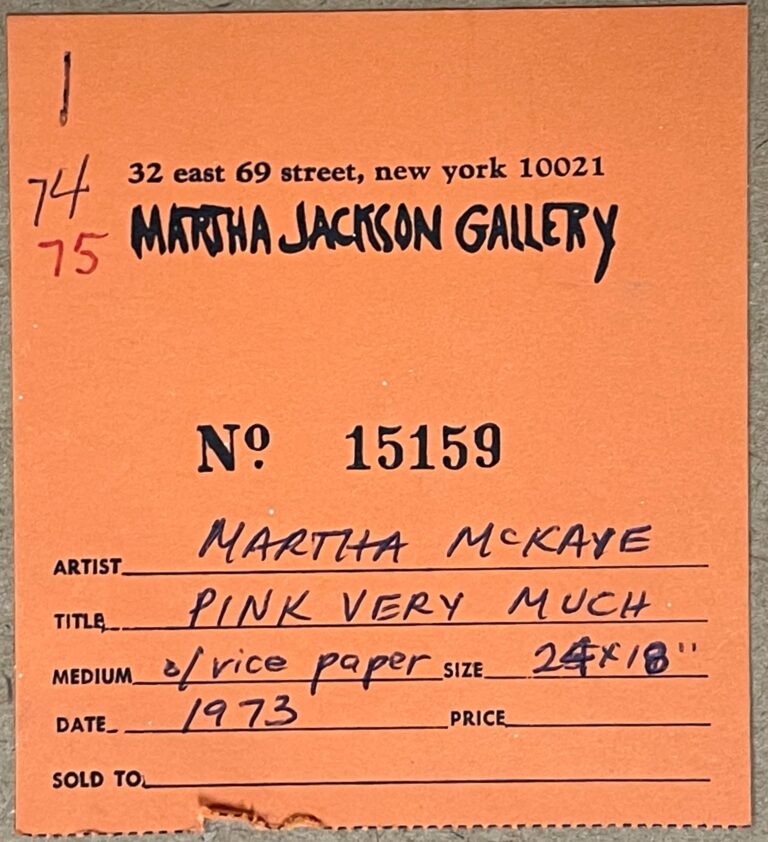 1
74
75
32 east 69 street, new york 10021
MARTHA JACKSON GALLERY
Nº 15159
ARTIST MARTHA McKAYE
TITLE PINK VERY MUCH
MEDIUM /rice paper SIZE 24x18"
DATE 1973 PRICE
SOLD TO